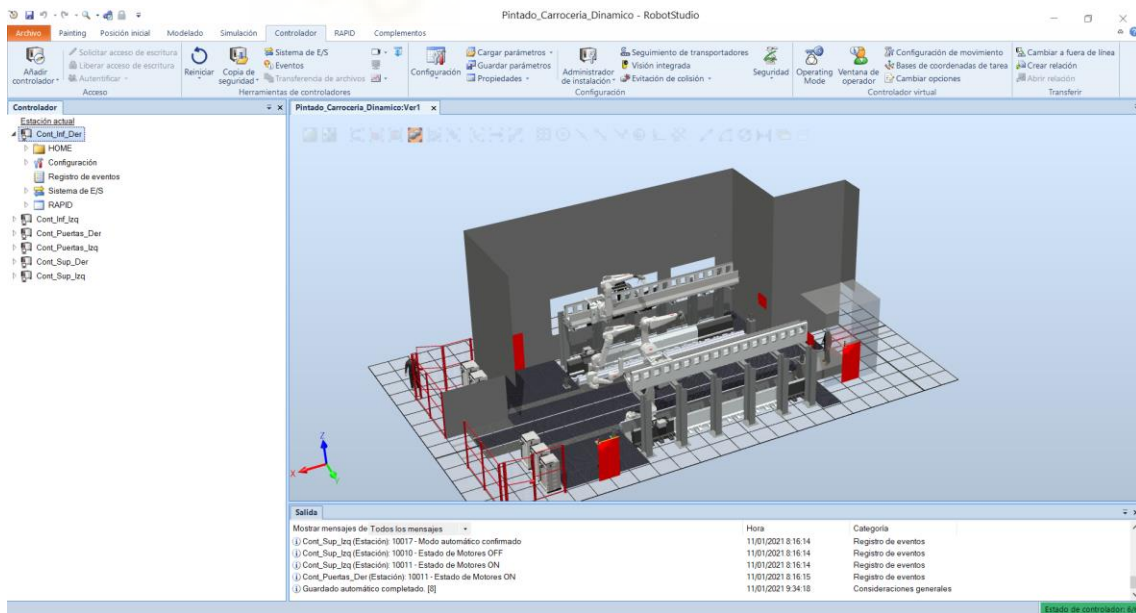 Pintado_Carroceria_Dinamico - RobotStudio
Archivo Painting Posición inicial Modelado Simulación Controlador RAPID Complementos
Añadir controlador
Solicitar acceso de escritura
Liberar acceso de escritura
Autentificar
Acceso
Reiniciar
Copia de seguridad
Sistema de E/S
Eventos
Transferencia de archivos
Herramientas de controladores
Configuración
Cargar parámetros
Guardar parámetros
Propiedades
Administrador de instalación
Seguimiento de transportadores
Visión integrada
Evitación de colisión
Seguridad
Configuración
Operating Mode
Ventana de operador
Configuración de movimiento
Bases de coordenadas de tarea
Cambiar opciones
Controlador virtual
Cambiar a fuera de línea
Crear relación
Abrir relación
Transferir
Controlador
Pintado_Carroceria_Dinamico:Ver1
Estación actual
Cont_Inf_Der
HOME
Configuración
Registro de eventos
Sistema de E/S
RAPID
Cont_Inf_Izq
Cont_Puertas_Der
Cont_Puertas_Izq
Cont_Sup_Der
Cont_Sup_Izq
Z
X
Y
Salida
Mostrar mensajes de Todos los mensajes Hora Categoría
Cont_Sup_Izq (Estación): 10017 - Modo automático confirmado 11/01/2021 8:16:14 Registro de eventos
Cont_Sup_Izq (Estación): 10010 - Estado de Motores OFF 11/01/2021 8:16:14 Registro de eventos
Cont_Sup_Izq (Estación): 10011 - Estado de Motores ON 11/01/2021 8:16:14 Registro de eventos
Cont_Puertas_Der (Estación): 10011 - Estado de Motores ON 11/01/2021 8:16:15 Registro de eventos
Guardado automático completado. [8] 11/01/2021 9:34:18 Consideraciones generales
Estado de controlador: